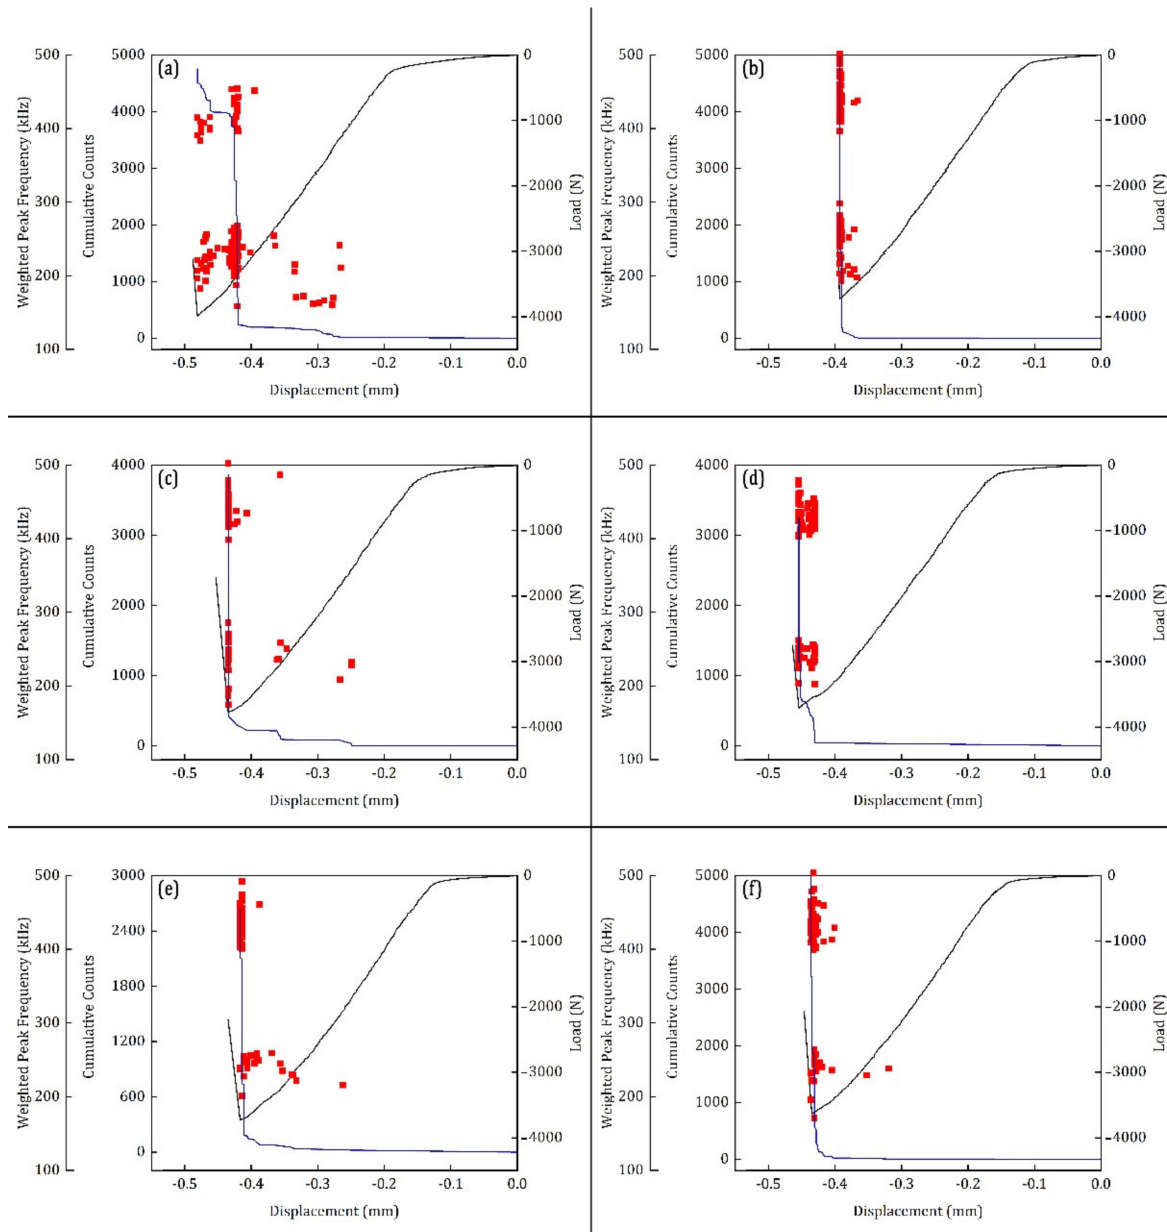 (a)
Weighted Peak Frequency (kHz)
500
400
300
200
100
Cumulative Counts
5000
4000
3000
2000
1000
0
Load (N)
0
-1000
-2000
-3000
-4000
-0.5 -0.4 -0.3 -0.2 -0.1 0.0
Displacement (mm)
(b)
Weighted Peak Frequency (kHz)
500
400
300
200
100
Cumulative Counts
5000
4000
3000
2000
1000
0
Load (N)
0
-1000
-2000
-3000
-4000
-0.5 -0.4 -0.3 -0.2 -0.1 0.0
Displacement (mm)
(c)
Weighted Peak Frequency (kHz)
500
400
300
200
100
Cumulative Counts
4000
3000
2000
1000
0
Load (N)
0
-1000
-2000
-3000
-4000
-0.5 -0.4 -0.3 -0.2 -0.1 0.0
Displacement (mm)
(d)
Weighted Peak Frequency (kHz)
500
400
300
200
100
Cumulative Counts
4000
3000
2000
1000
0
Load (N)
0
-1000
-2000
-3000
-4000
-0.5 -0.4 -0.3 -0.2 -0.1 0.0
Displacement (mm)
(e)
Weighted Peak Frequency (kHz)
500
400
300
200
100
Cumulative Counts
3000
2400
1800
1200
600
0
Load (N)
0
-1000
-2000
-3000
-4000
-0.5 -0.4 -0.3 -0.2 -0.1 0.0
Displacement (mm)
(f)
Weighted Peak Frequency (kHz)
500
400
300
200
100
Cumulative Counts
5000
4000
3000
2000
1000
0
Load (N)
0
-1000
-2000
-3000
-4000
-0.5 -0.4 -0.3 -0.2 -0.1 0.0
Displacement (mm)